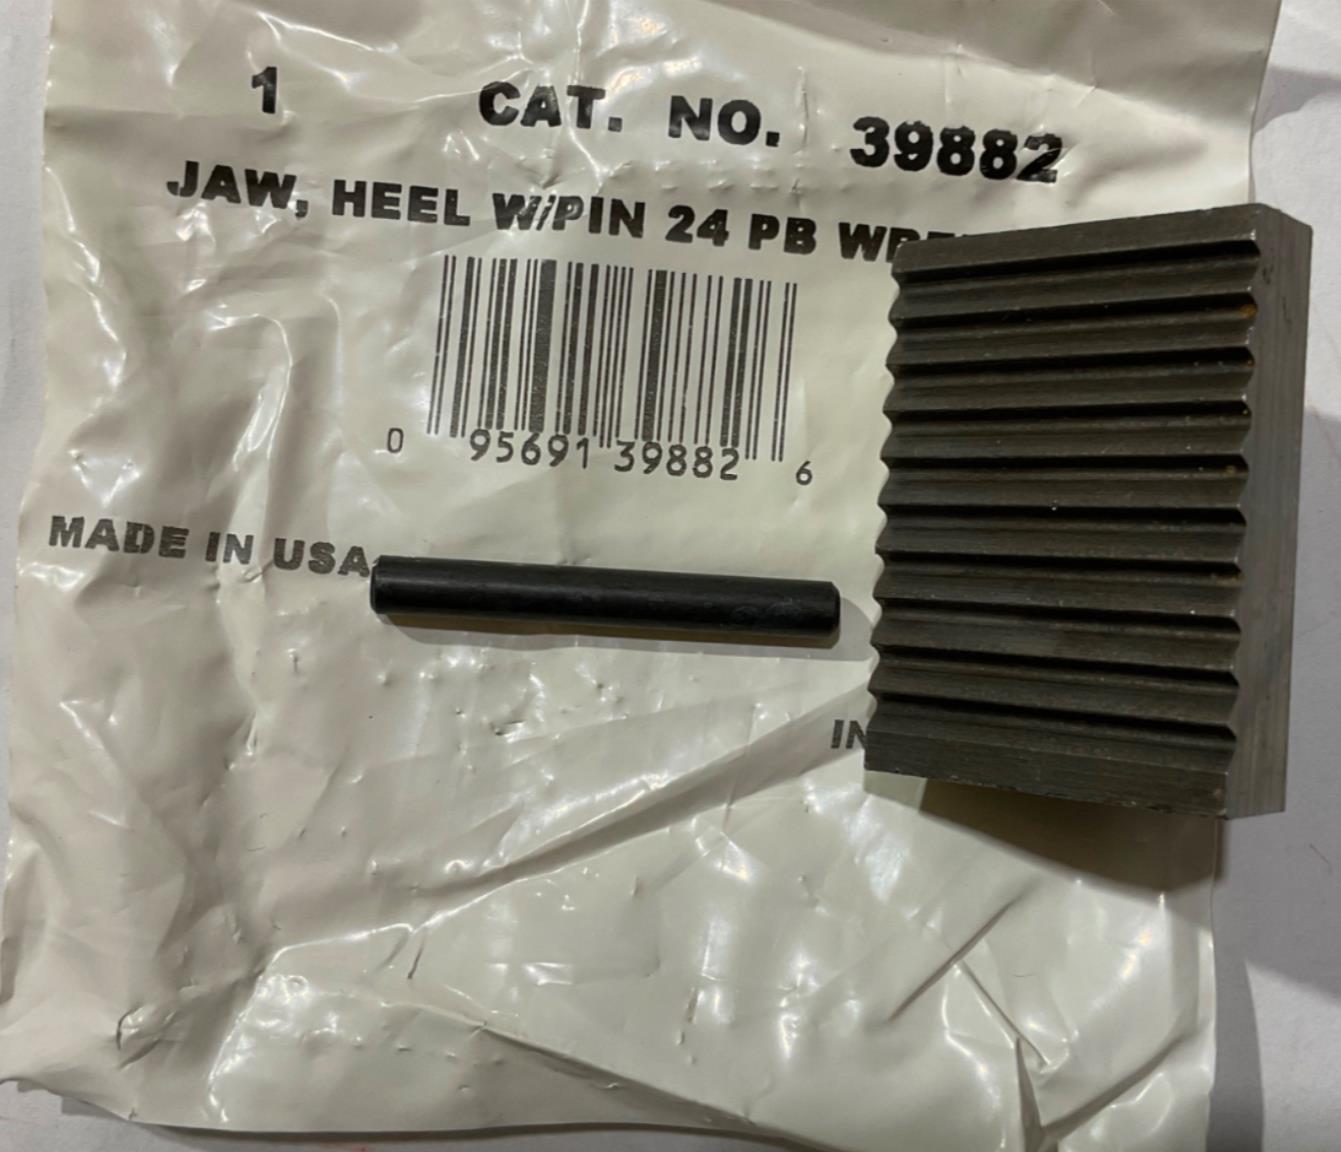 1 CAT. NO. 39882
JAW, HEEL W/PIN 24 PB
0 95691 39882 6
MADE IN USA